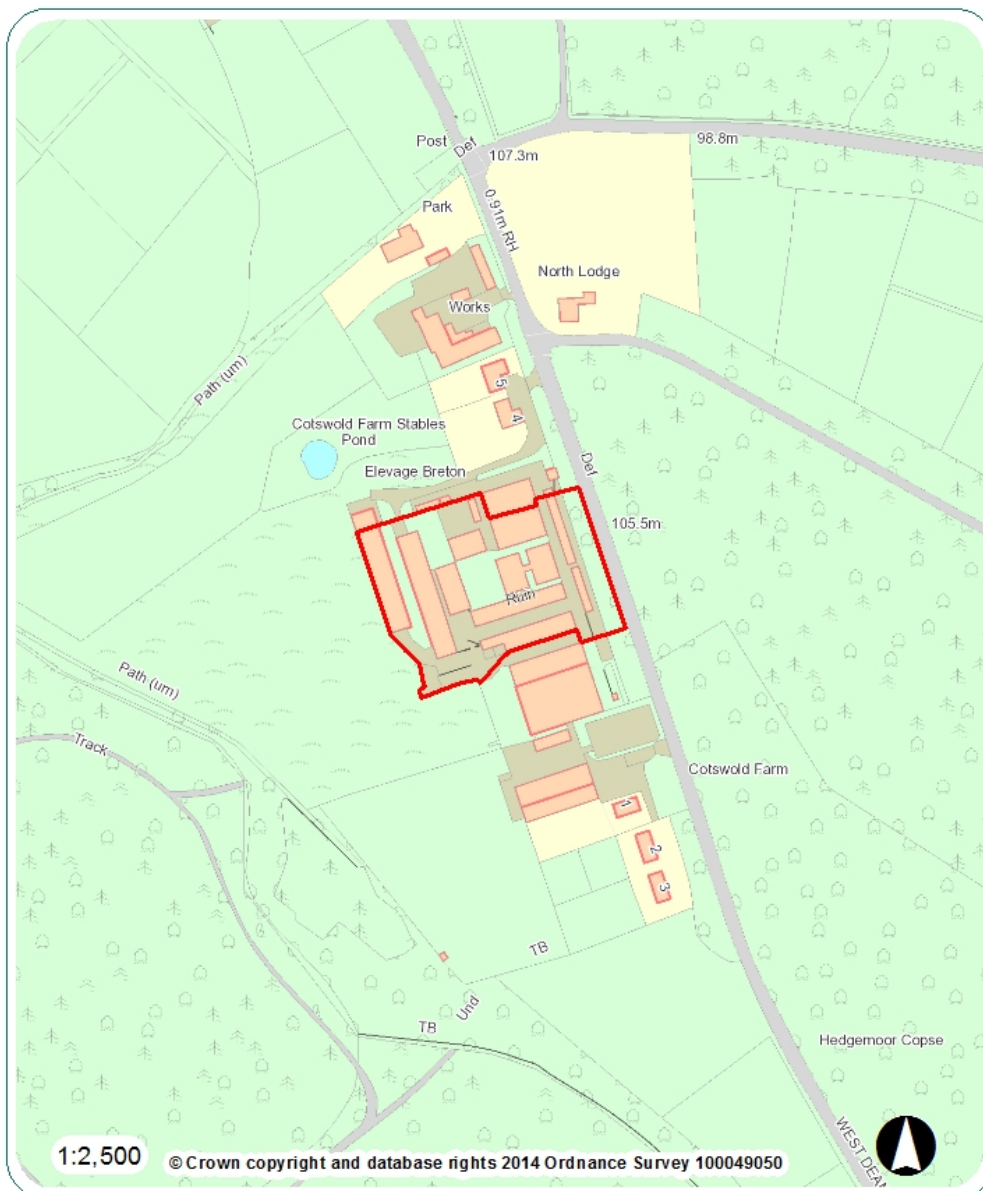 Post
Def
107.3m
98.8m
0.91m RH
Park
North Lodge
Works
5
4
Path (um)
Cotswold Farm Stables
Pond
Elevage Breton
Def
105.5m
Ruin
Path (um)
Track
Cotswold Farm
1
2
3
TB
Und
TB
Hedgemoor Copse
WEST DEAN
1:2,500
© Crown copyright and database rights 2014 Ordnance Survey 100049050